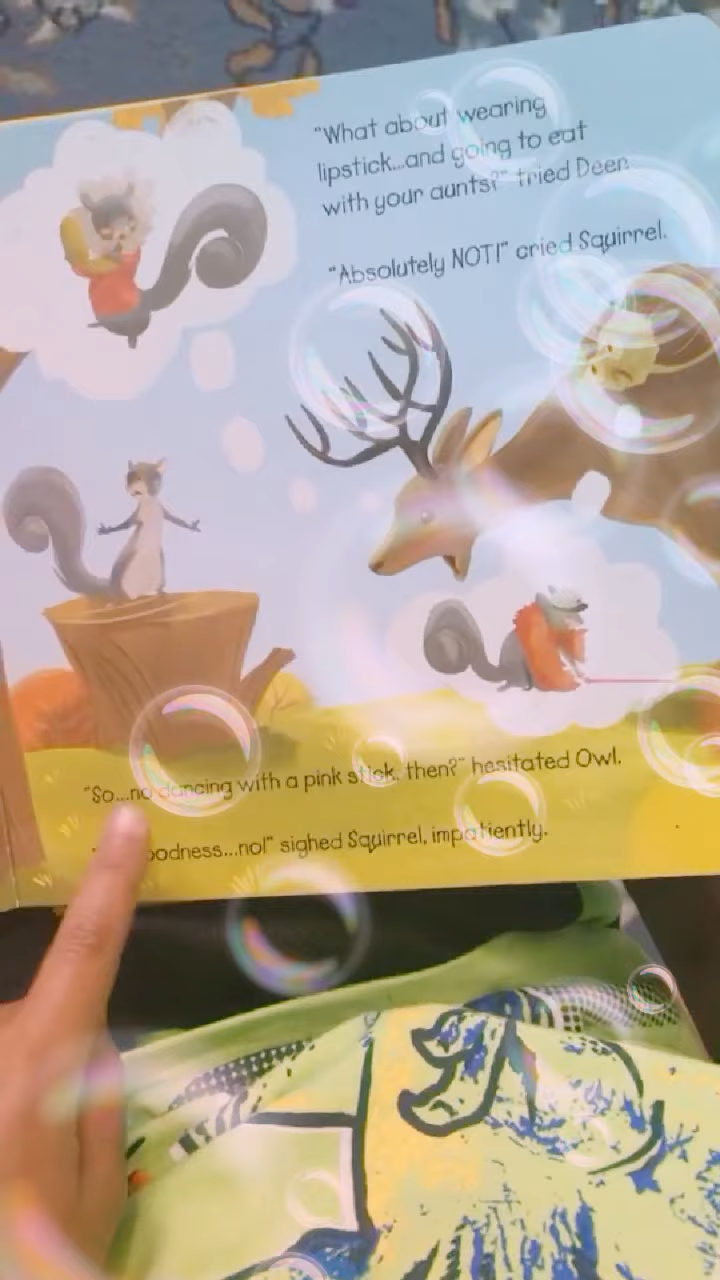 "What about wearing
lipstick...and going to eat
with your aunts?" tried Deer.
"Absolutely NOT!" cried Squirrel.
"So...no dancing with a pink stick, then?" hesitated Owl.
oodness...no!" sighed Squirrel, impatiently.